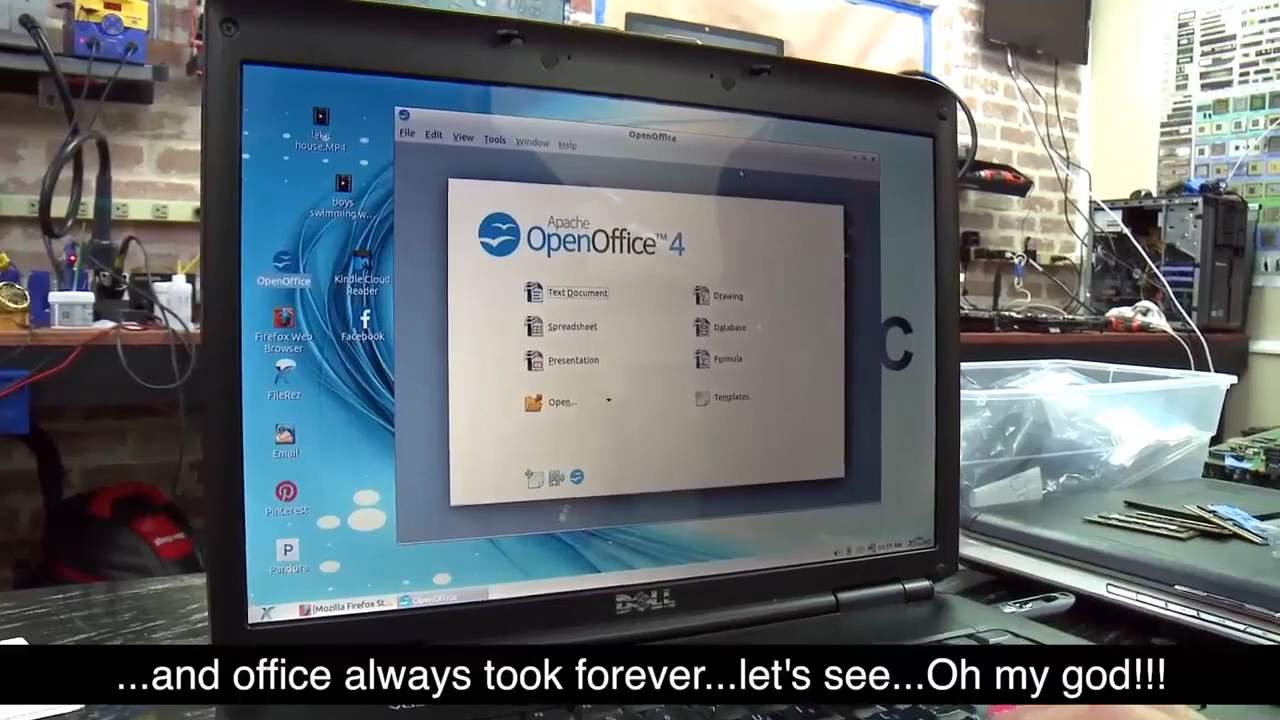 lake
house.MP4
boys
swimming w...
OpenOffice
Kindle Cloud
Reader
Firefox Web
Browser
Facebook
FileRez
Email
Pinterest
P
Pandora
OpenOffice
File Edit View Tools Window Help
Apache
OpenOffice™ 4
Text Document
Drawing
Spreadsheet
Database
Presentation
Formula
Open...
Templates...
C
[Mozilla Firefox St...
OpenOffice
DELL
...and office always took forever...let's see...Oh my god!!!